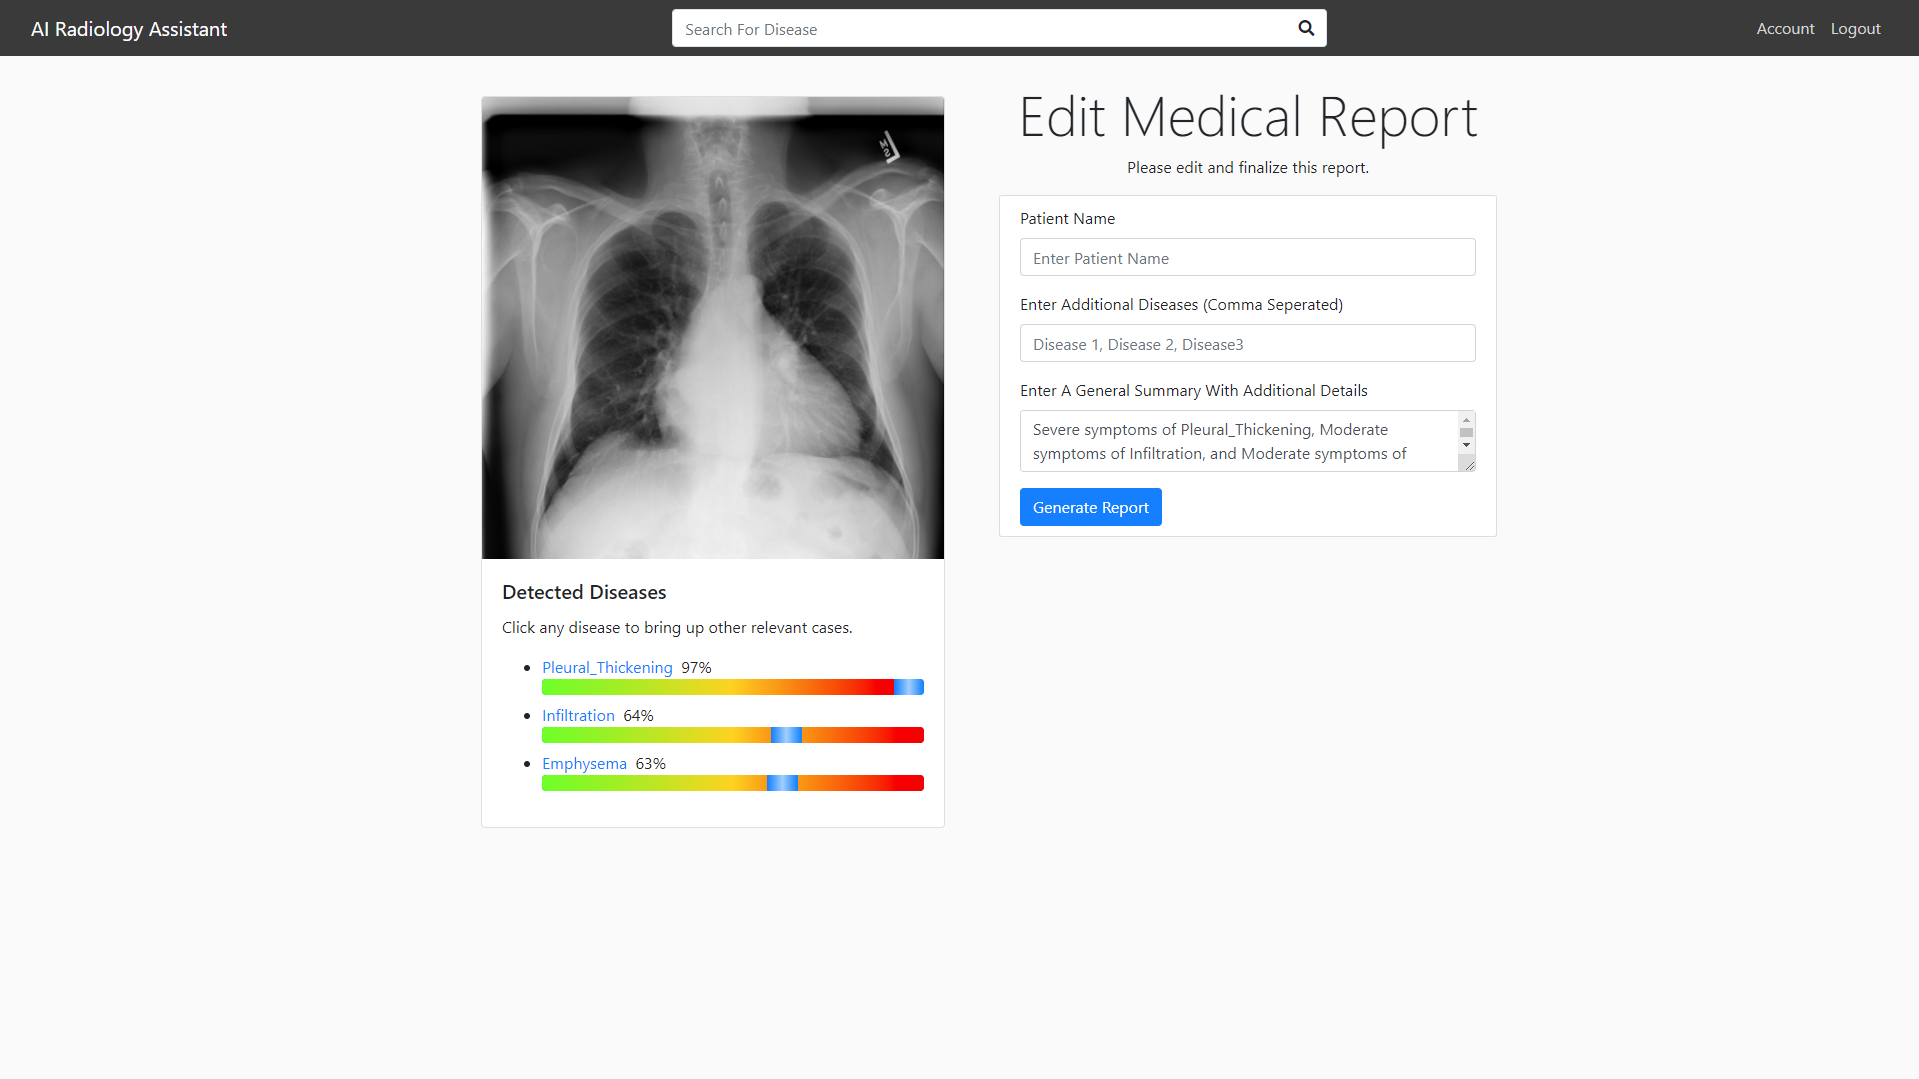 AI Radiology Assistant
Search For Disease
Account
Logout
Edit Medical Report
Please edit and finalize this report.
Patient Name
Enter Patient Name
Enter Additional Diseases (Comma Seperated)
Disease 1, Disease 2, Disease3
Enter A General Summary With Additional Details
Severe symptoms of Pleural_Thickening, Moderate
symptoms of Infiltration, and Moderate symptoms of
Generate Report
Detected Diseases
Click any disease to bring up other relevant cases.
Pleural_Thickening 97%
Infiltration 64%
Emphysema 63%